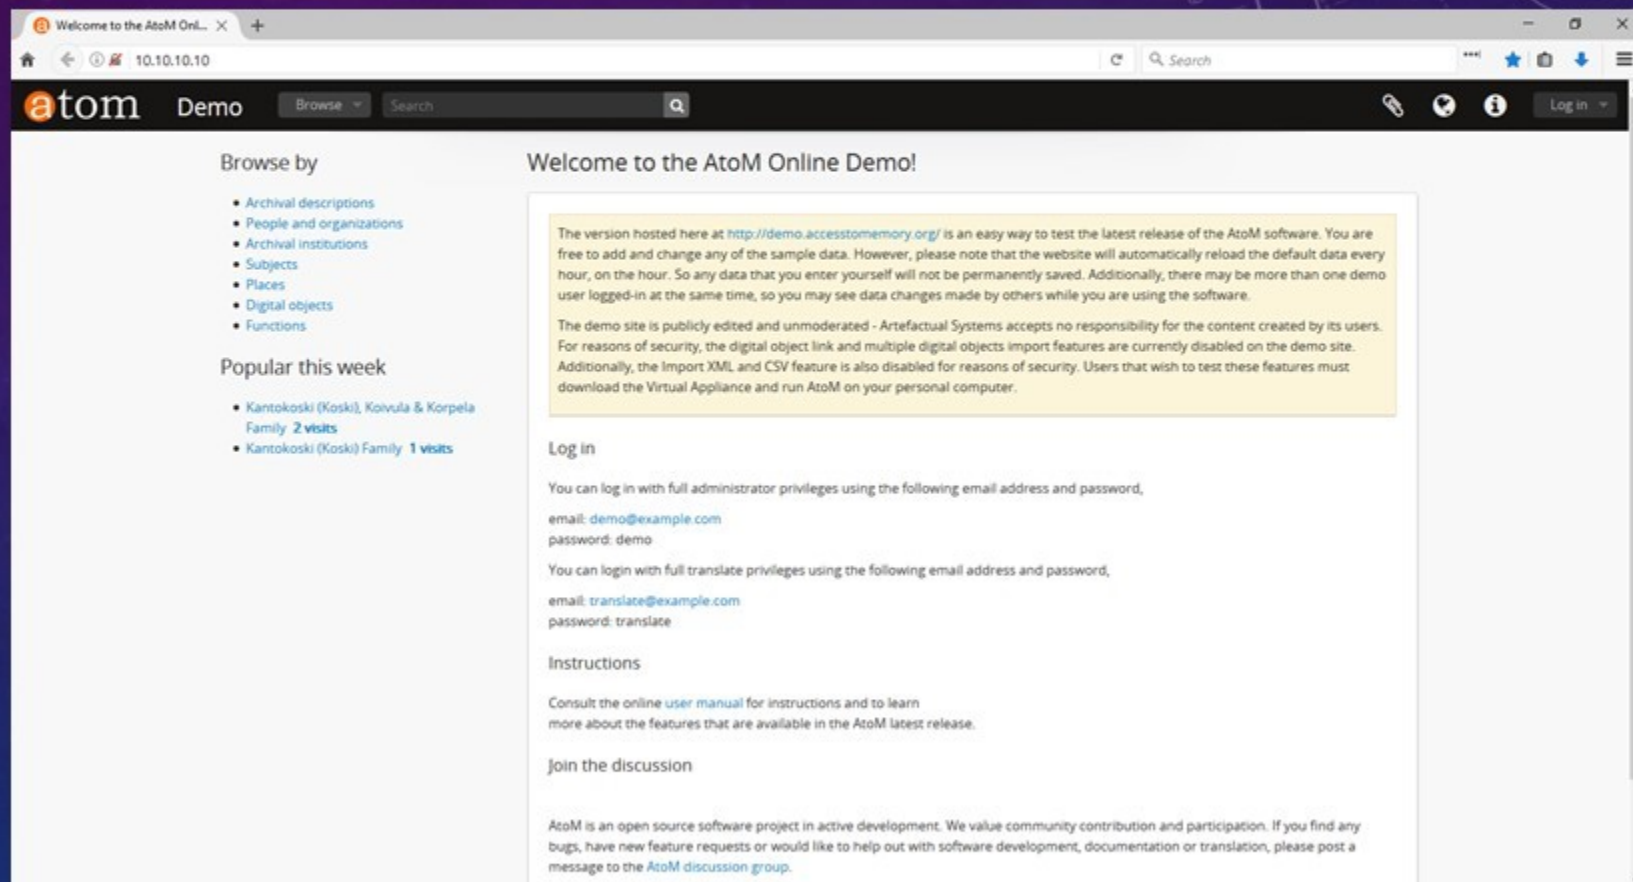 Welcome to the AtoM Onl...
10.10.10.10
Search
atom Demo Browse Search Log in
Browse by
Archival descriptions
People and organizations
Archival institutions
Subjects
Places
Digital objects
Functions
Popular this week
Kantokoski (Koski), Koivula & Korpela
Family 2 visits
Kantokoski (Koski) Family 1 visits
Welcome to the AtoM Online Demo!
The version hosted here at http://demo.accesstomemory.org/ is an easy way to test the latest release of the AtoM software. You are
free to add and change any of the sample data. However, please note that the website will automatically reload the default data every
hour, on the hour. So any data that you enter yourself will not be permanently saved. Additionally, there may be more than one demo
user logged-in at the same time, so you may see data changes made by others while you are using the software.
The demo site is publicly edited and unmoderated - Artefactual Systems accepts no responsibility for the content created by its users.
For reasons of security, the digital object link and multiple digital objects import features are currently disabled on the demo site.
Additionally, the Import XML and CSV feature is also disabled for reasons of security. Users that wish to test these features must
download the Virtual Appliance and run AtoM on your personal computer.
Log in
You can log in with full administrator privileges using the following email address and password,
email: demo@example.com
password: demo
You can login with full translate privileges using the following email address and password,
email: translate@example.com
password: translate
Instructions
Consult the online user manual for instructions and to learn
more about the features that are available in the AtoM latest release.
Join the discussion
AtoM is an open source software project in active development. We value community contribution and participation. If you find any
bugs, have new feature requests or would like to help out with software development, documentation or translation, please post a
message to the AtoM discussion group.